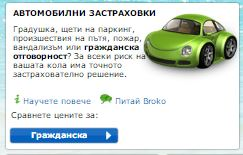 АВТОМОБИЛНИ ЗАСТРАХОВКИ
Градушка, щети на паркинг,
произшествия на пътя, пожар,
вандализъм или гражданска
отговорност? За всеки риск на
вашата кола има точното
застрахователно решение.
Научете повече Питай Broko
Сравнете цените за:
Гражданска